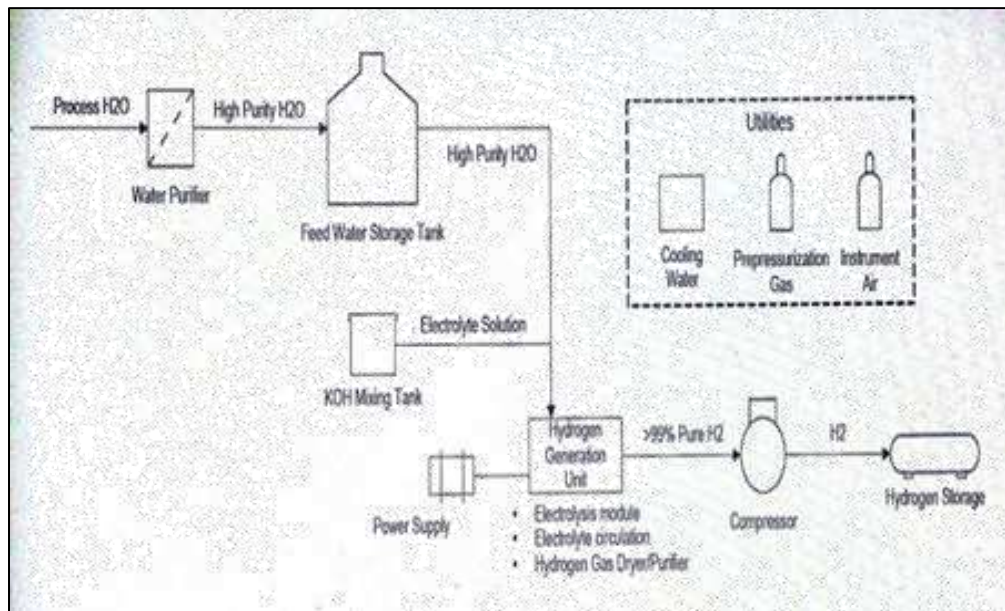 Process H2O
High Purity H2O
Water Purifier
Feed Water Storage Tank
High Purity H2O
Utilities
Cooling
Water
Prepressurization
Gas
Instrument
Air
Electrolyte Solution
KOH Mixing Tank
Hydrogen
Generation
Unit
>99% Pure H2
H2
Power Supply
Compressor
Hydrogen Storage
• Electrolysis module
• Electrolyte circulation
• Hydrogen Gas Dryer/Purifier